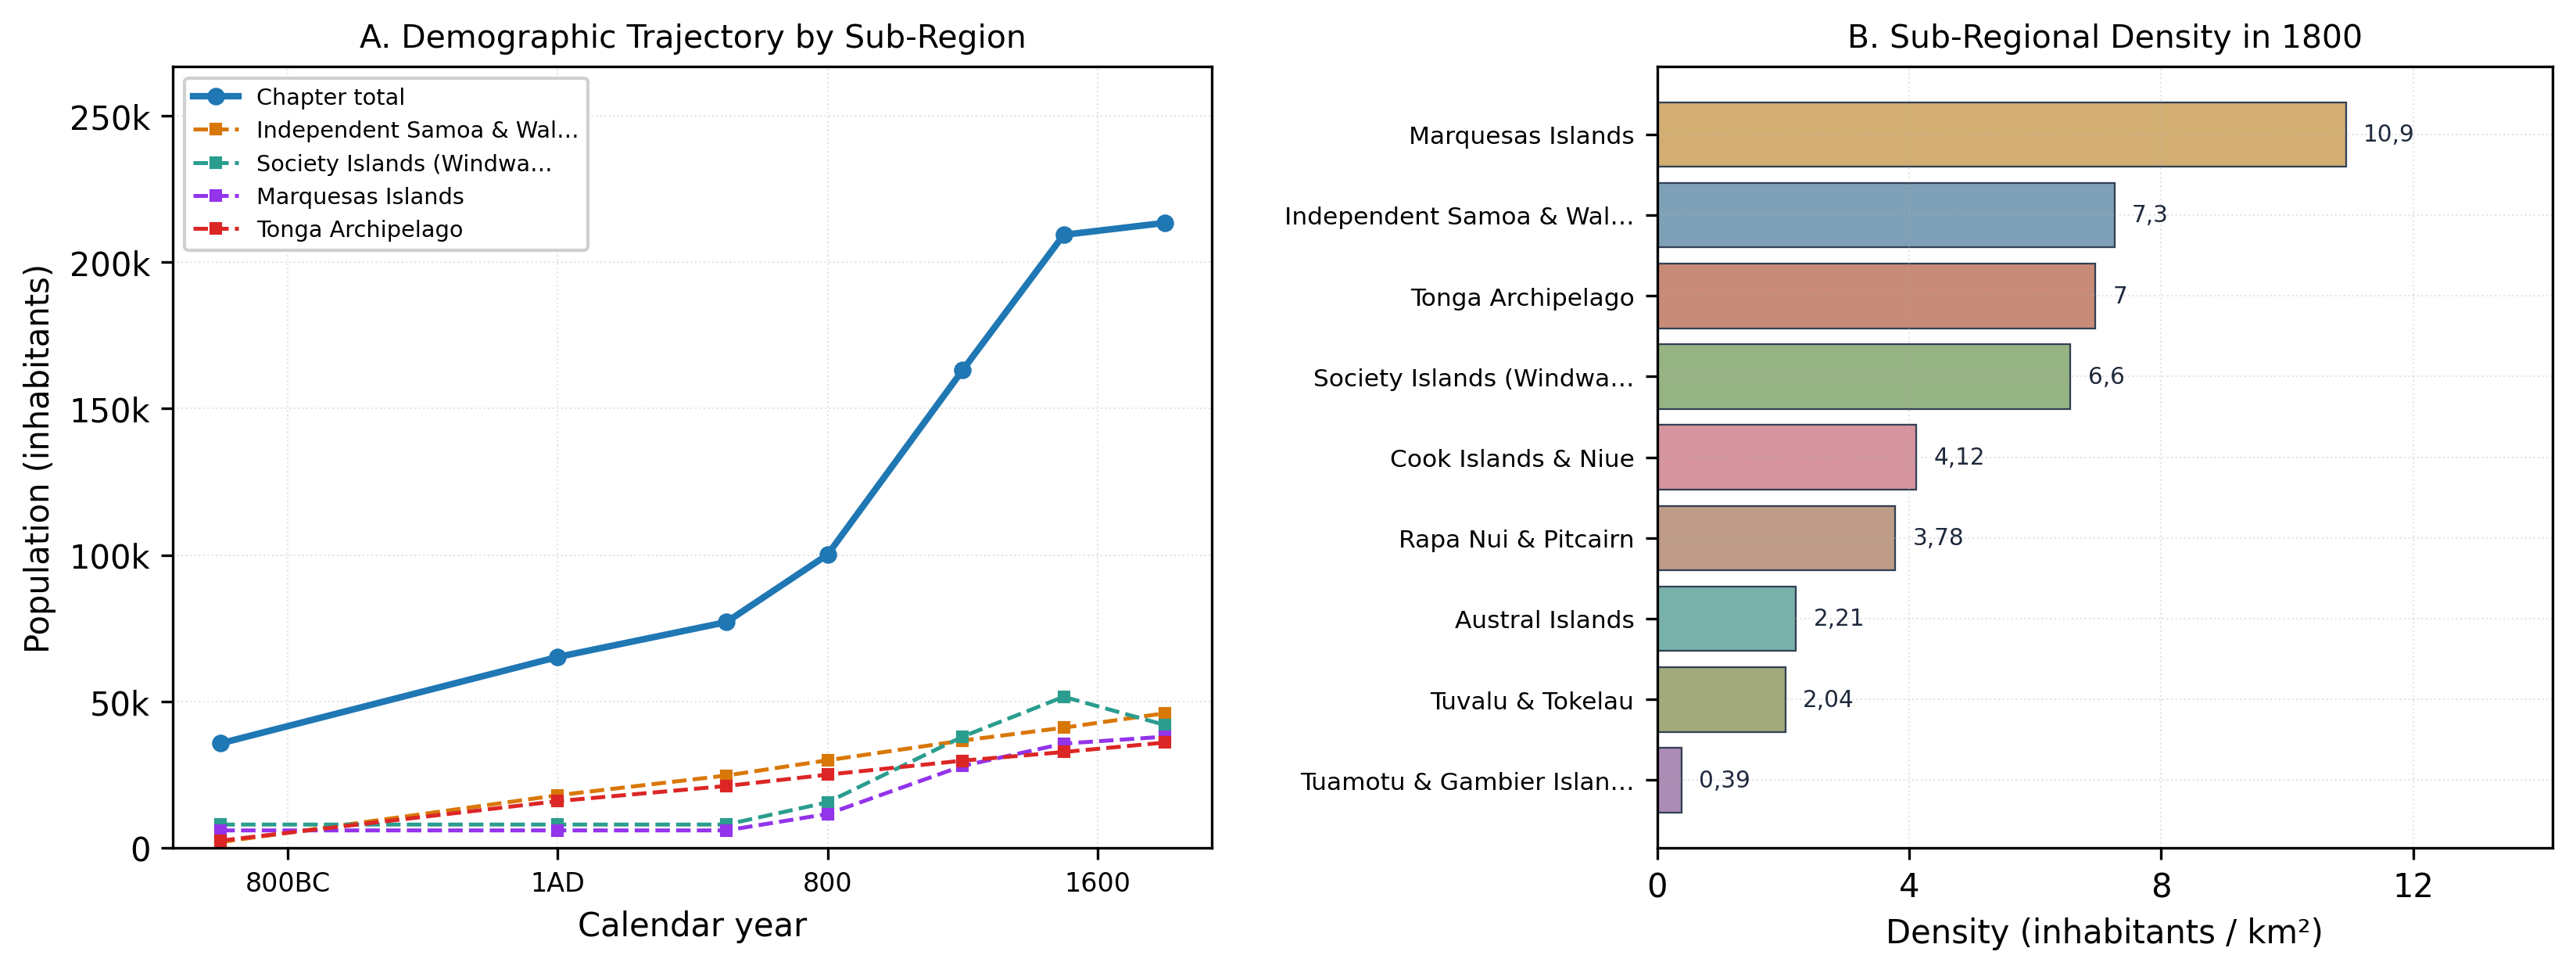 A. Demographic Trajectory by Sub-Region
Population (inhabitants)
250k
200k
150k
100k
50k
0
Chapter total
Independent Samoa & Wal…
Society Islands (Windwa…
Marquesas Islands
Tonga Archipelago
800BC 1AD 800 1600
Calendar year
B. Sub-Regional Density in 1800
Marquesas Islands 10,9
Independent Samoa & Wal… 7,3
Tonga Archipelago 7
Society Islands (Windwa… 6,6
Cook Islands & Niue 4,12
Rapa Nui & Pitcairn 3,78
Austral Islands 2,21
Tuvalu & Tokelau 2,04
Tuamotu & Gambier Islan… 0,39
0 4 8 12
Density (inhabitants / km²)